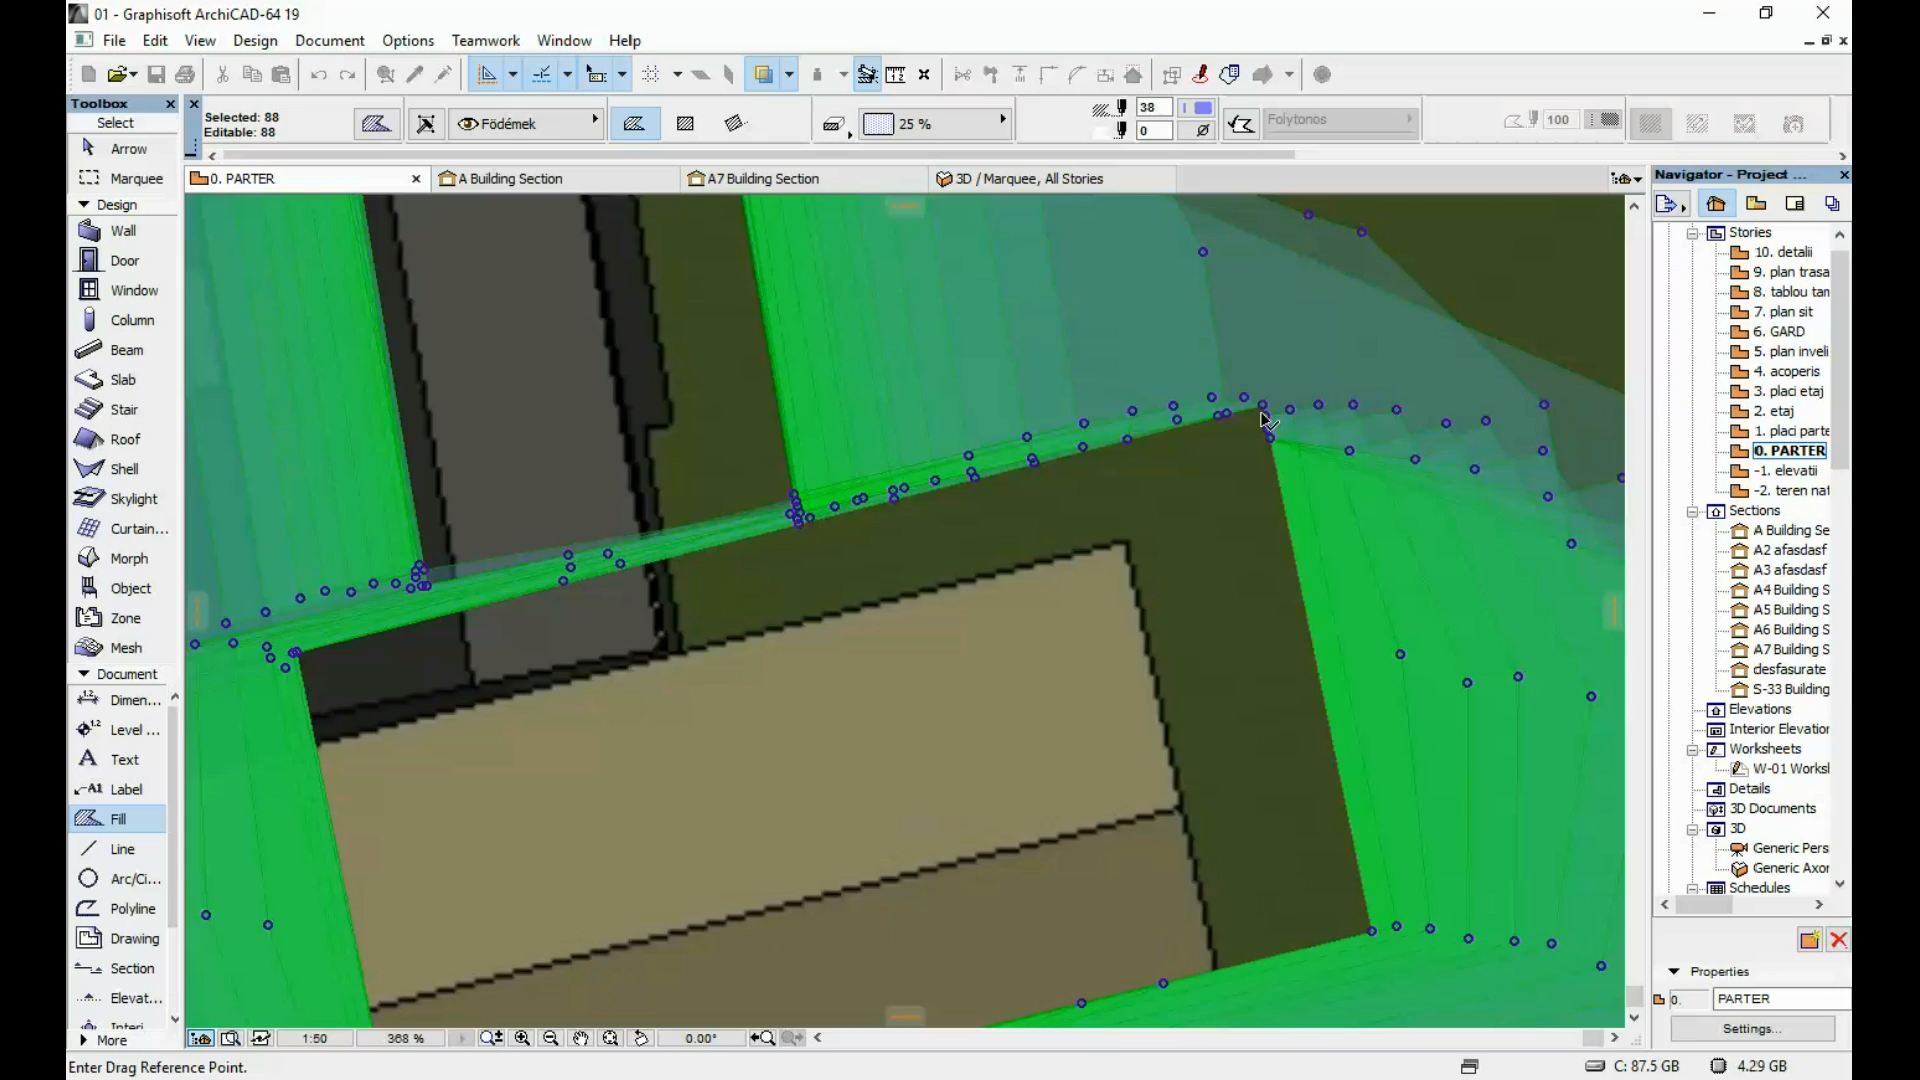 01 - Graphisoft ArchiCAD-64 19
File Edit View Design Document Options Teamwork Window Help
Toolbox
Select
Arrow
Marquee
Design
Wall
Door
Window
Column
Beam
Slab
Stair
Roof
Shell
Skylight
Curtain...
Morph
Object
Zone
Mesh
Document
Dimen...
Level ...
Text
Label
Fill
Line
Arc/Ci...
Polyline
Drawing
Section
Elevat...
Interi
More
Selected: 88
Editable: 88
Födémek
25 %
38
0
Folytonos
100
0. PARTER
A Building Section
A7 Building Section
3D / Marquee, All Stories
Navigator - Project ...
Stories
10. detalii
9. plan trasa
8. tablou tan
7. plan sit
6. GARD
5. plan inveli
4. acoperis
3. placi etaj
2. etaj
1. placi parte
0. PARTER
-1. elevatii
-2. teren nat
Sections
A Building Se
A2 afasdasf
A3 afasdasf
A4 Building S
A5 Building S
A6 Building S
A7 Building S
desfasurate
S-33 Building
Elevations
Interior Elevation
Worksheets
W-01 Worksl
Details
3D Documents
3D
Generic Pers
Generic Axor
Schedules
Properties
0. PARTER
Settings...
1:50
368 %
0.00°
Enter Drag Reference Point.
C: 87.5 GB
4.29 GB